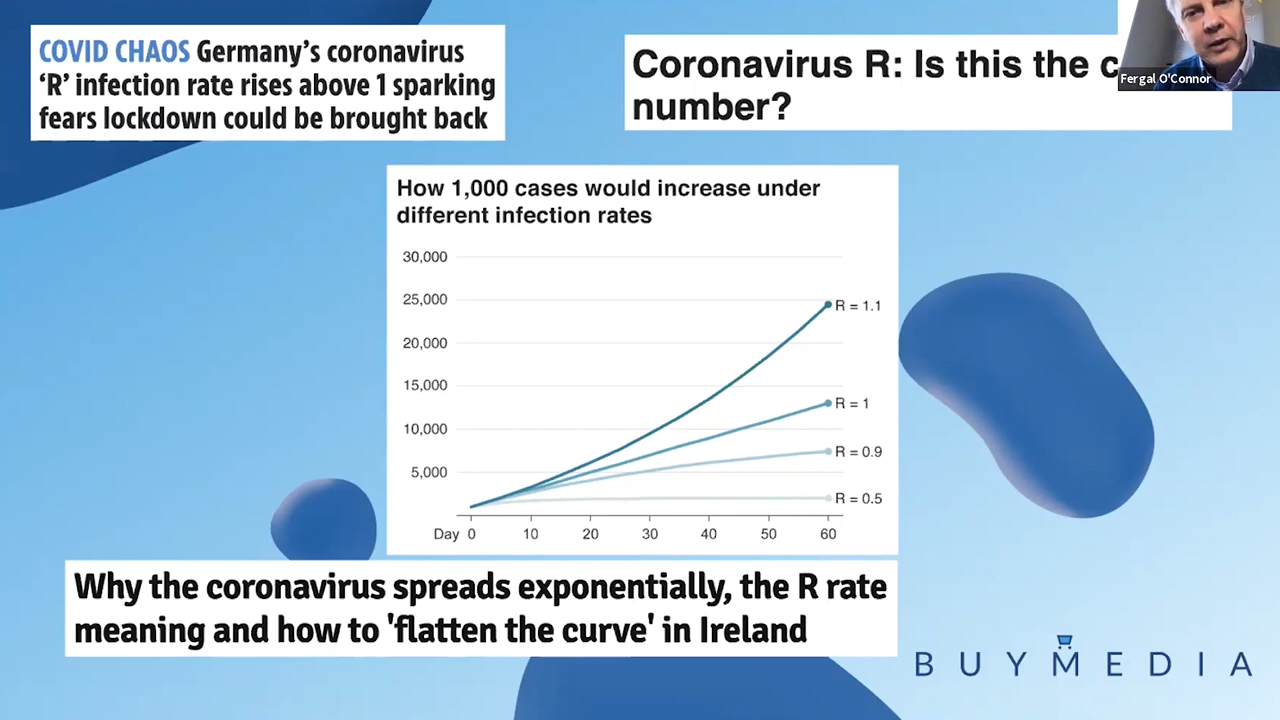 COVID CHAOS Germany's coronavirus
'R' infection rate rises above 1 sparking
fears lockdown could be brought back
Coronavirus R: Is this the
number?
Fergal O'Connor
How 1,000 cases would increase under
different infection rates
30,000
25,000
20,000
15,000
10,000
5,000
R = 1.1
R = 1
R = 0.9
R = 0.5
Day 0 10 20 30 40 50 60
Why the coronavirus spreads exponentially, the R rate
meaning and how to 'flatten the curve' in Ireland
BUYMEDIA